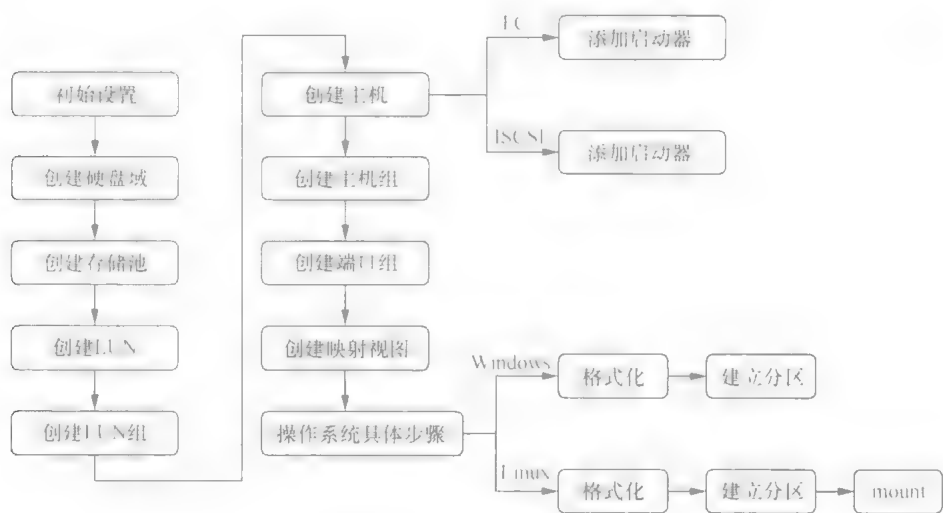 初始设置
创建硬盘域
创建存储池
创建LUN
创建LUN组
创建主机
创建主机组
创建端口组
创建映射视图
操作系统具体步骤
FC
添加启动器
ISCSI
添加启动器
Windows
格式化
建立分区
Linux
格式化
建立分区
mount